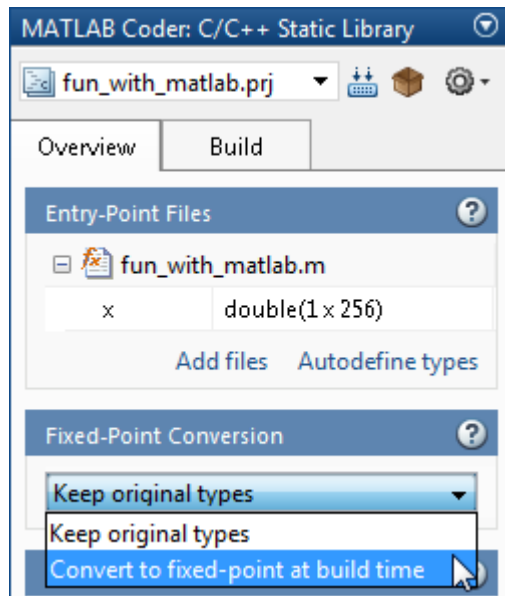 MATLAB Coder: C/C++ Static Library
fun_with_matlab.prj
Overview Build
Entry-Point Files ?
fun_with_matlab.m
x double(1 x 256)
Add files Autodefine types
Fixed-Point Conversion ?
Keep original types
Keep original types
Convert to fixed-point at build time